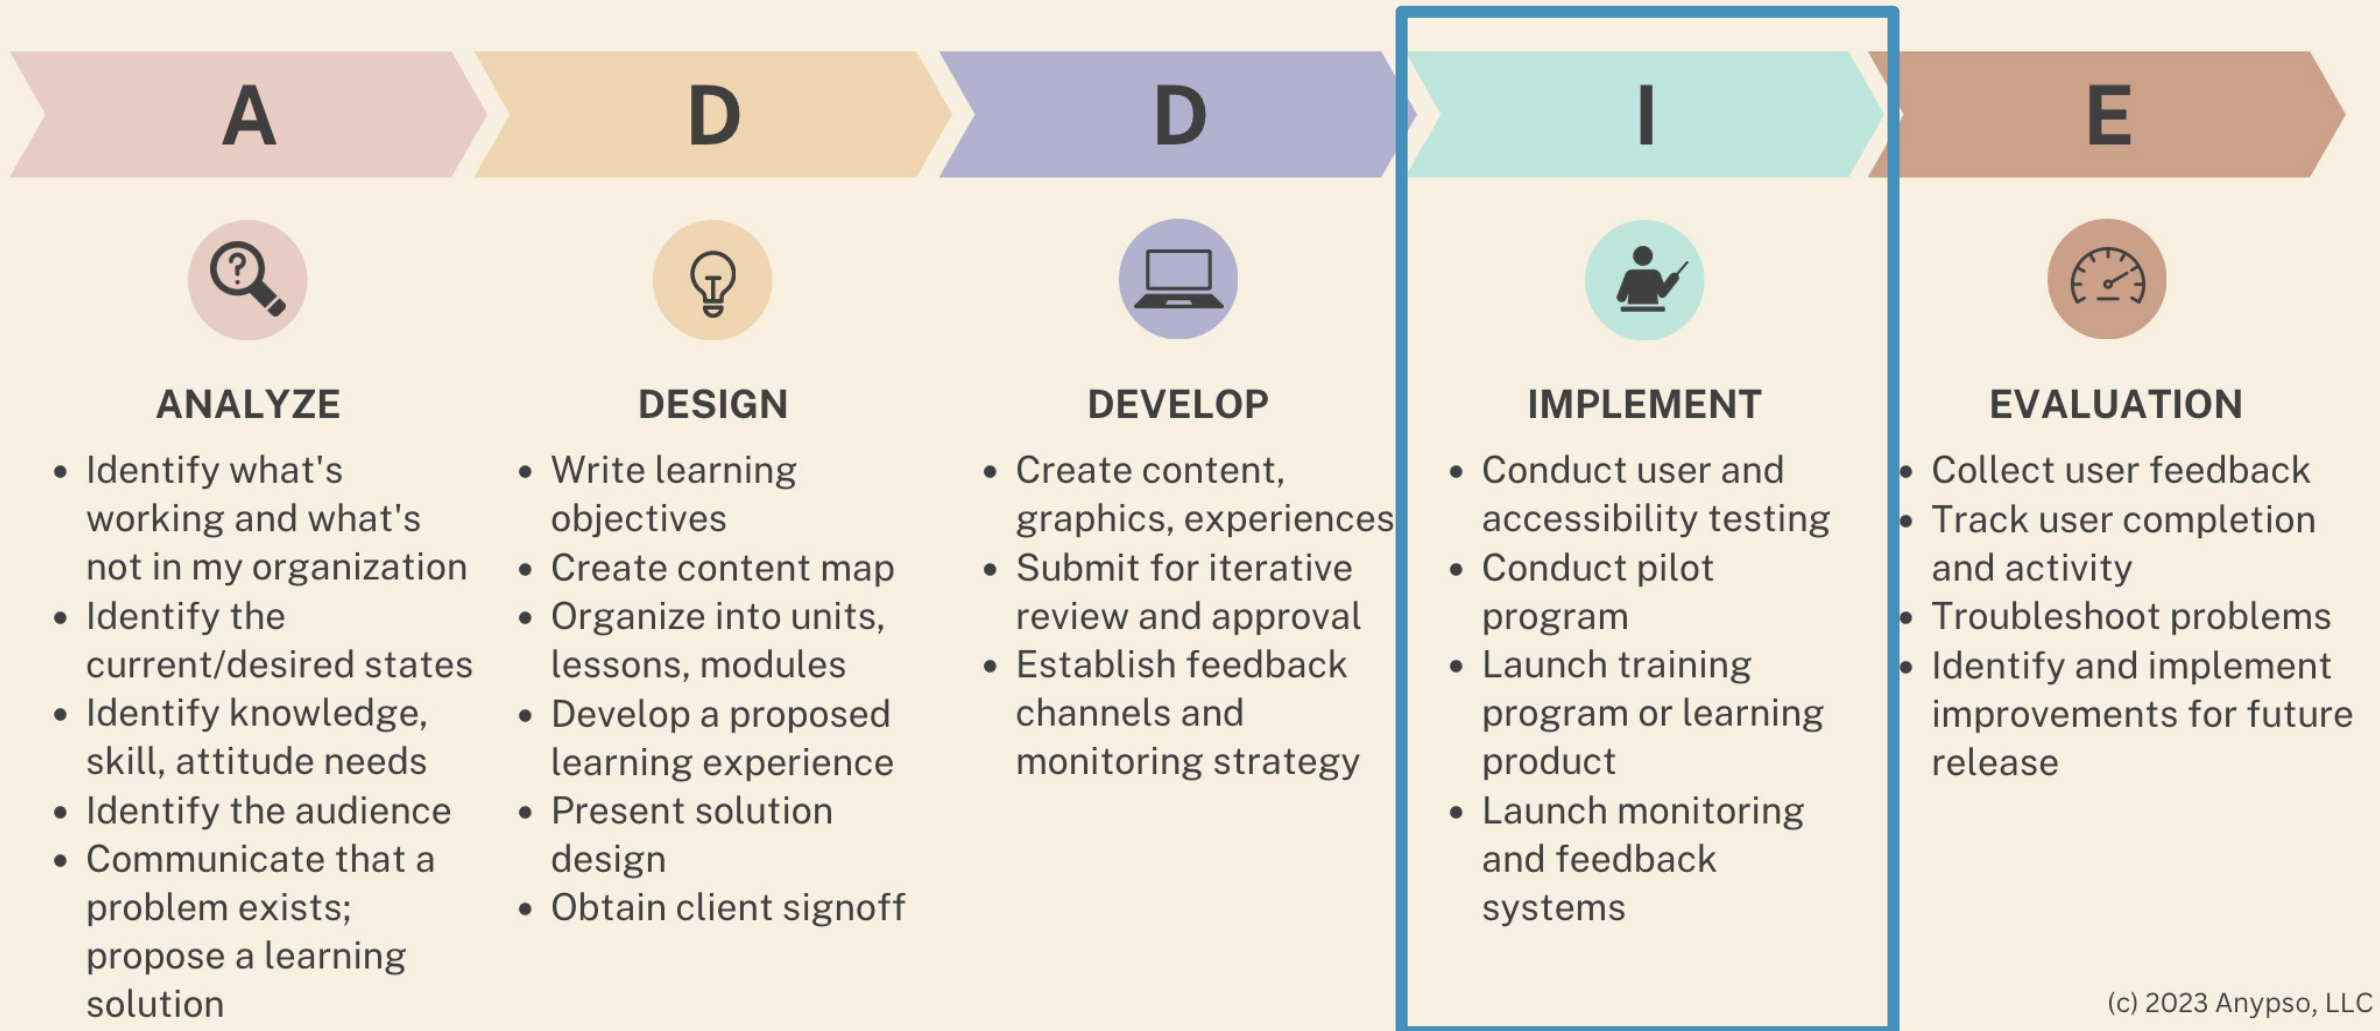 A
D
D
I
E
?
ANALYZE
• Identify what's
working and what's
not in my organization
• Identify the
current/desired states
• Identify knowledge,
skill, attitude needs
• Identify the audience
• Communicate that a
problem exists;
propose a learning
solution
DESIGN
• Write learning
objectives
• Create content map
• Organize into units,
lessons, modules
• Develop a proposed
learning experience
• Present solution
design
• Obtain client signoff
DEVELOP
• Create content,
graphics, experiences
• Submit for iterative
review and approval
• Establish feedback
channels and
monitoring strategy
IMPLEMENT
• Conduct user and
accessibility testing
• Conduct pilot
program
• Launch training
program or learning
product
• Launch monitoring
and feedback
systems
EVALUATION
• Collect user feedback
• Track user completion
and activity
• Troubleshoot problems
• Identify and implement
improvements for future
release
(c) 2023 Anypso, LLC